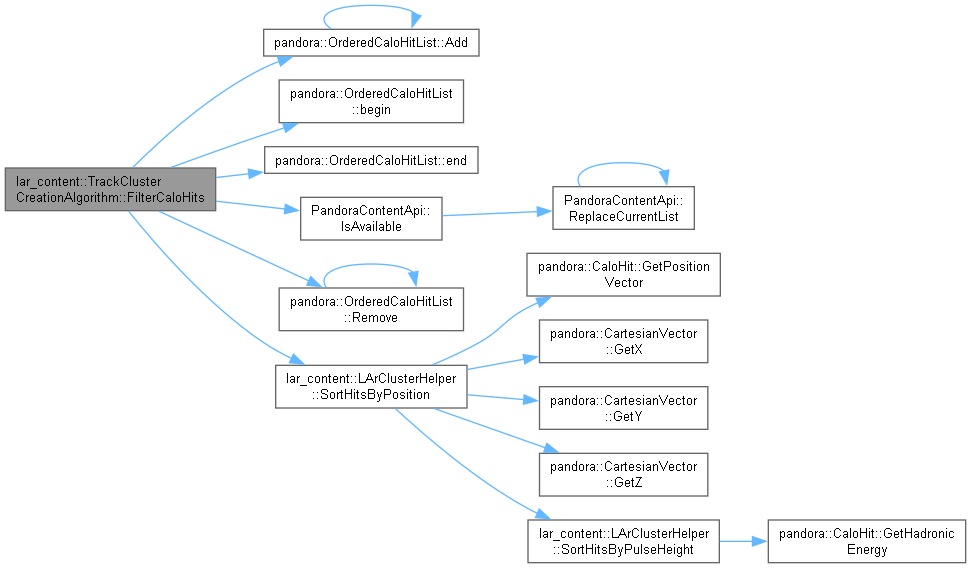 pandora::OrderedCaloHitList::Add
pandora::OrderedCaloHitList
::begin
pandora::OrderedCaloHitList::end
lar_content::TrackCluster
CreationAlgorithm::FilterCaloHits
PandoraContentApi::
IsAvailable
PandoraContentApi::
ReplaceCurrentList
pandora::OrderedCaloHitList
::Remove
lar_content::LArClusterHelper
::SortHitsByPosition
pandora::CaloHit::GetPosition
Vector
pandora::CartesianVector
::GetX
pandora::CartesianVector
::GetY
pandora::CartesianVector
::GetZ
lar_content::LArClusterHelper
::SortHitsByPulseHeight
pandora::CaloHit::GetHadronic
Energy